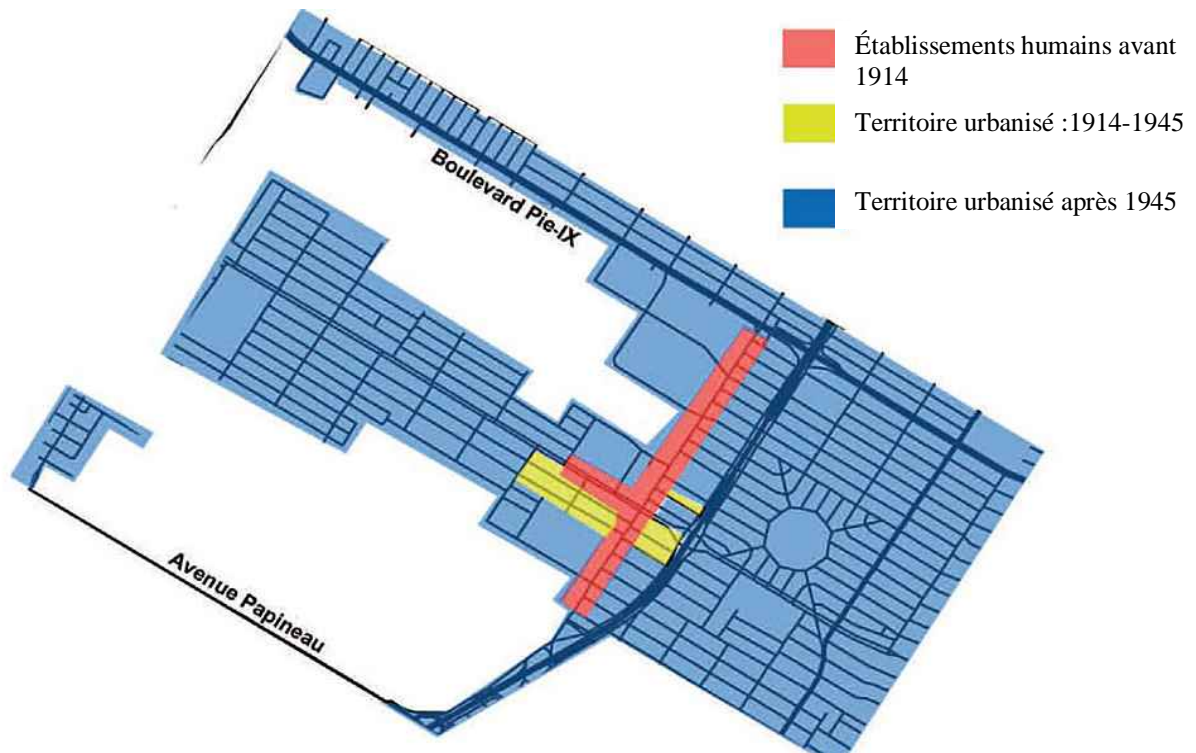 Établissements humains avant
1914
Territoire urbanisé :1914-1945
Territoire urbanisé après 1945
Boulevard Pie-IX
Avenue Papineau